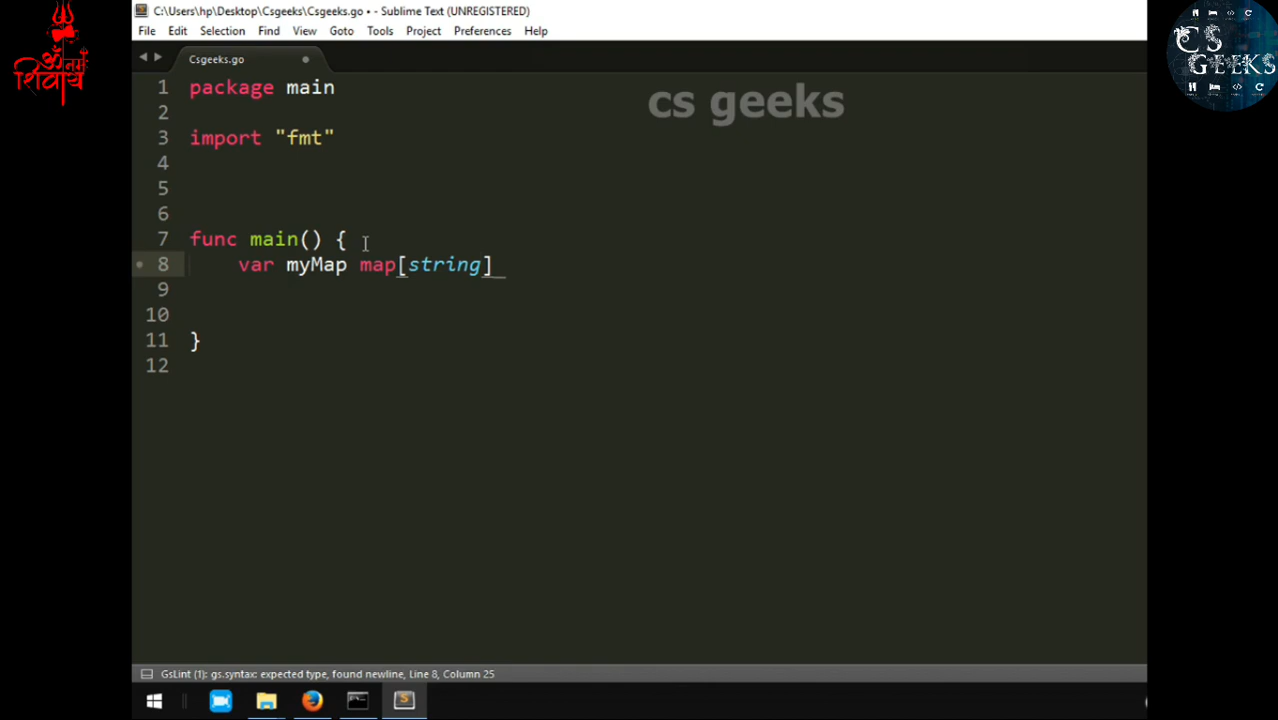 C:\Users\hp\Desktop\Csgeeks\Csgeeks.go • - Sublime Text (UNREGISTERED)
File Edit Selection Find View Goto Tools Project Preferences Help
Csgeeks.go
ॐ नमः
शिवाय
CS
GEEKS
cs geeks
1 package main
2
3 import "fmt"
4
5
6
7 func main() {
8 var myMap map[string]
9
10
11 }
12
GsLint (1): gs.syntax: expected type, found newline, Line 8, Column 25